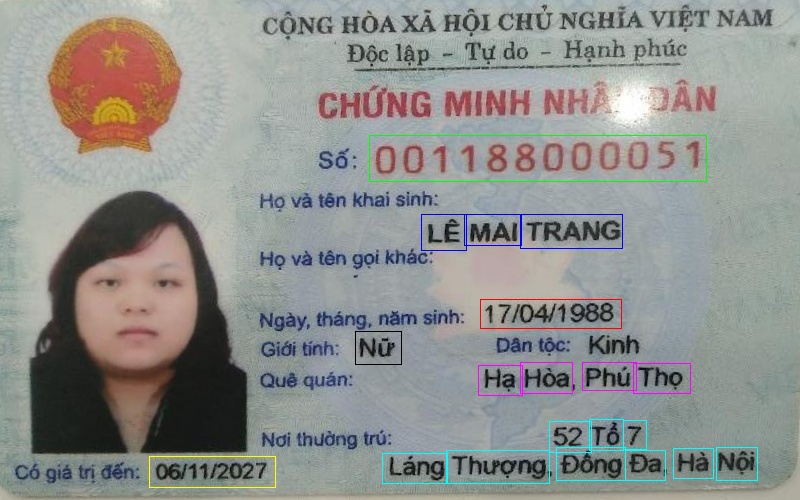 CỘNG HÒA XÃ HỘI CHỦ NGHĨA VIỆT NAM
Độc lập - Tự do - Hạnh phúc
CHỨNG MINH NHÂN DÂN
Số: 001188000051
Họ và tên khai sinh:
LÊ MAI TRANG
Họ và tên gọi khác:
Ngày, tháng, năm sinh: 17/04/1988
Giới tính: Nữ Dân tộc: Kinh
Quê quán: Hạ Hòa, Phú Thọ
Nơi thường trú: 52 Tổ 7
Láng Thượng, Đống Đa, Hà Nội
Có giá trị đến: 06/11/2027